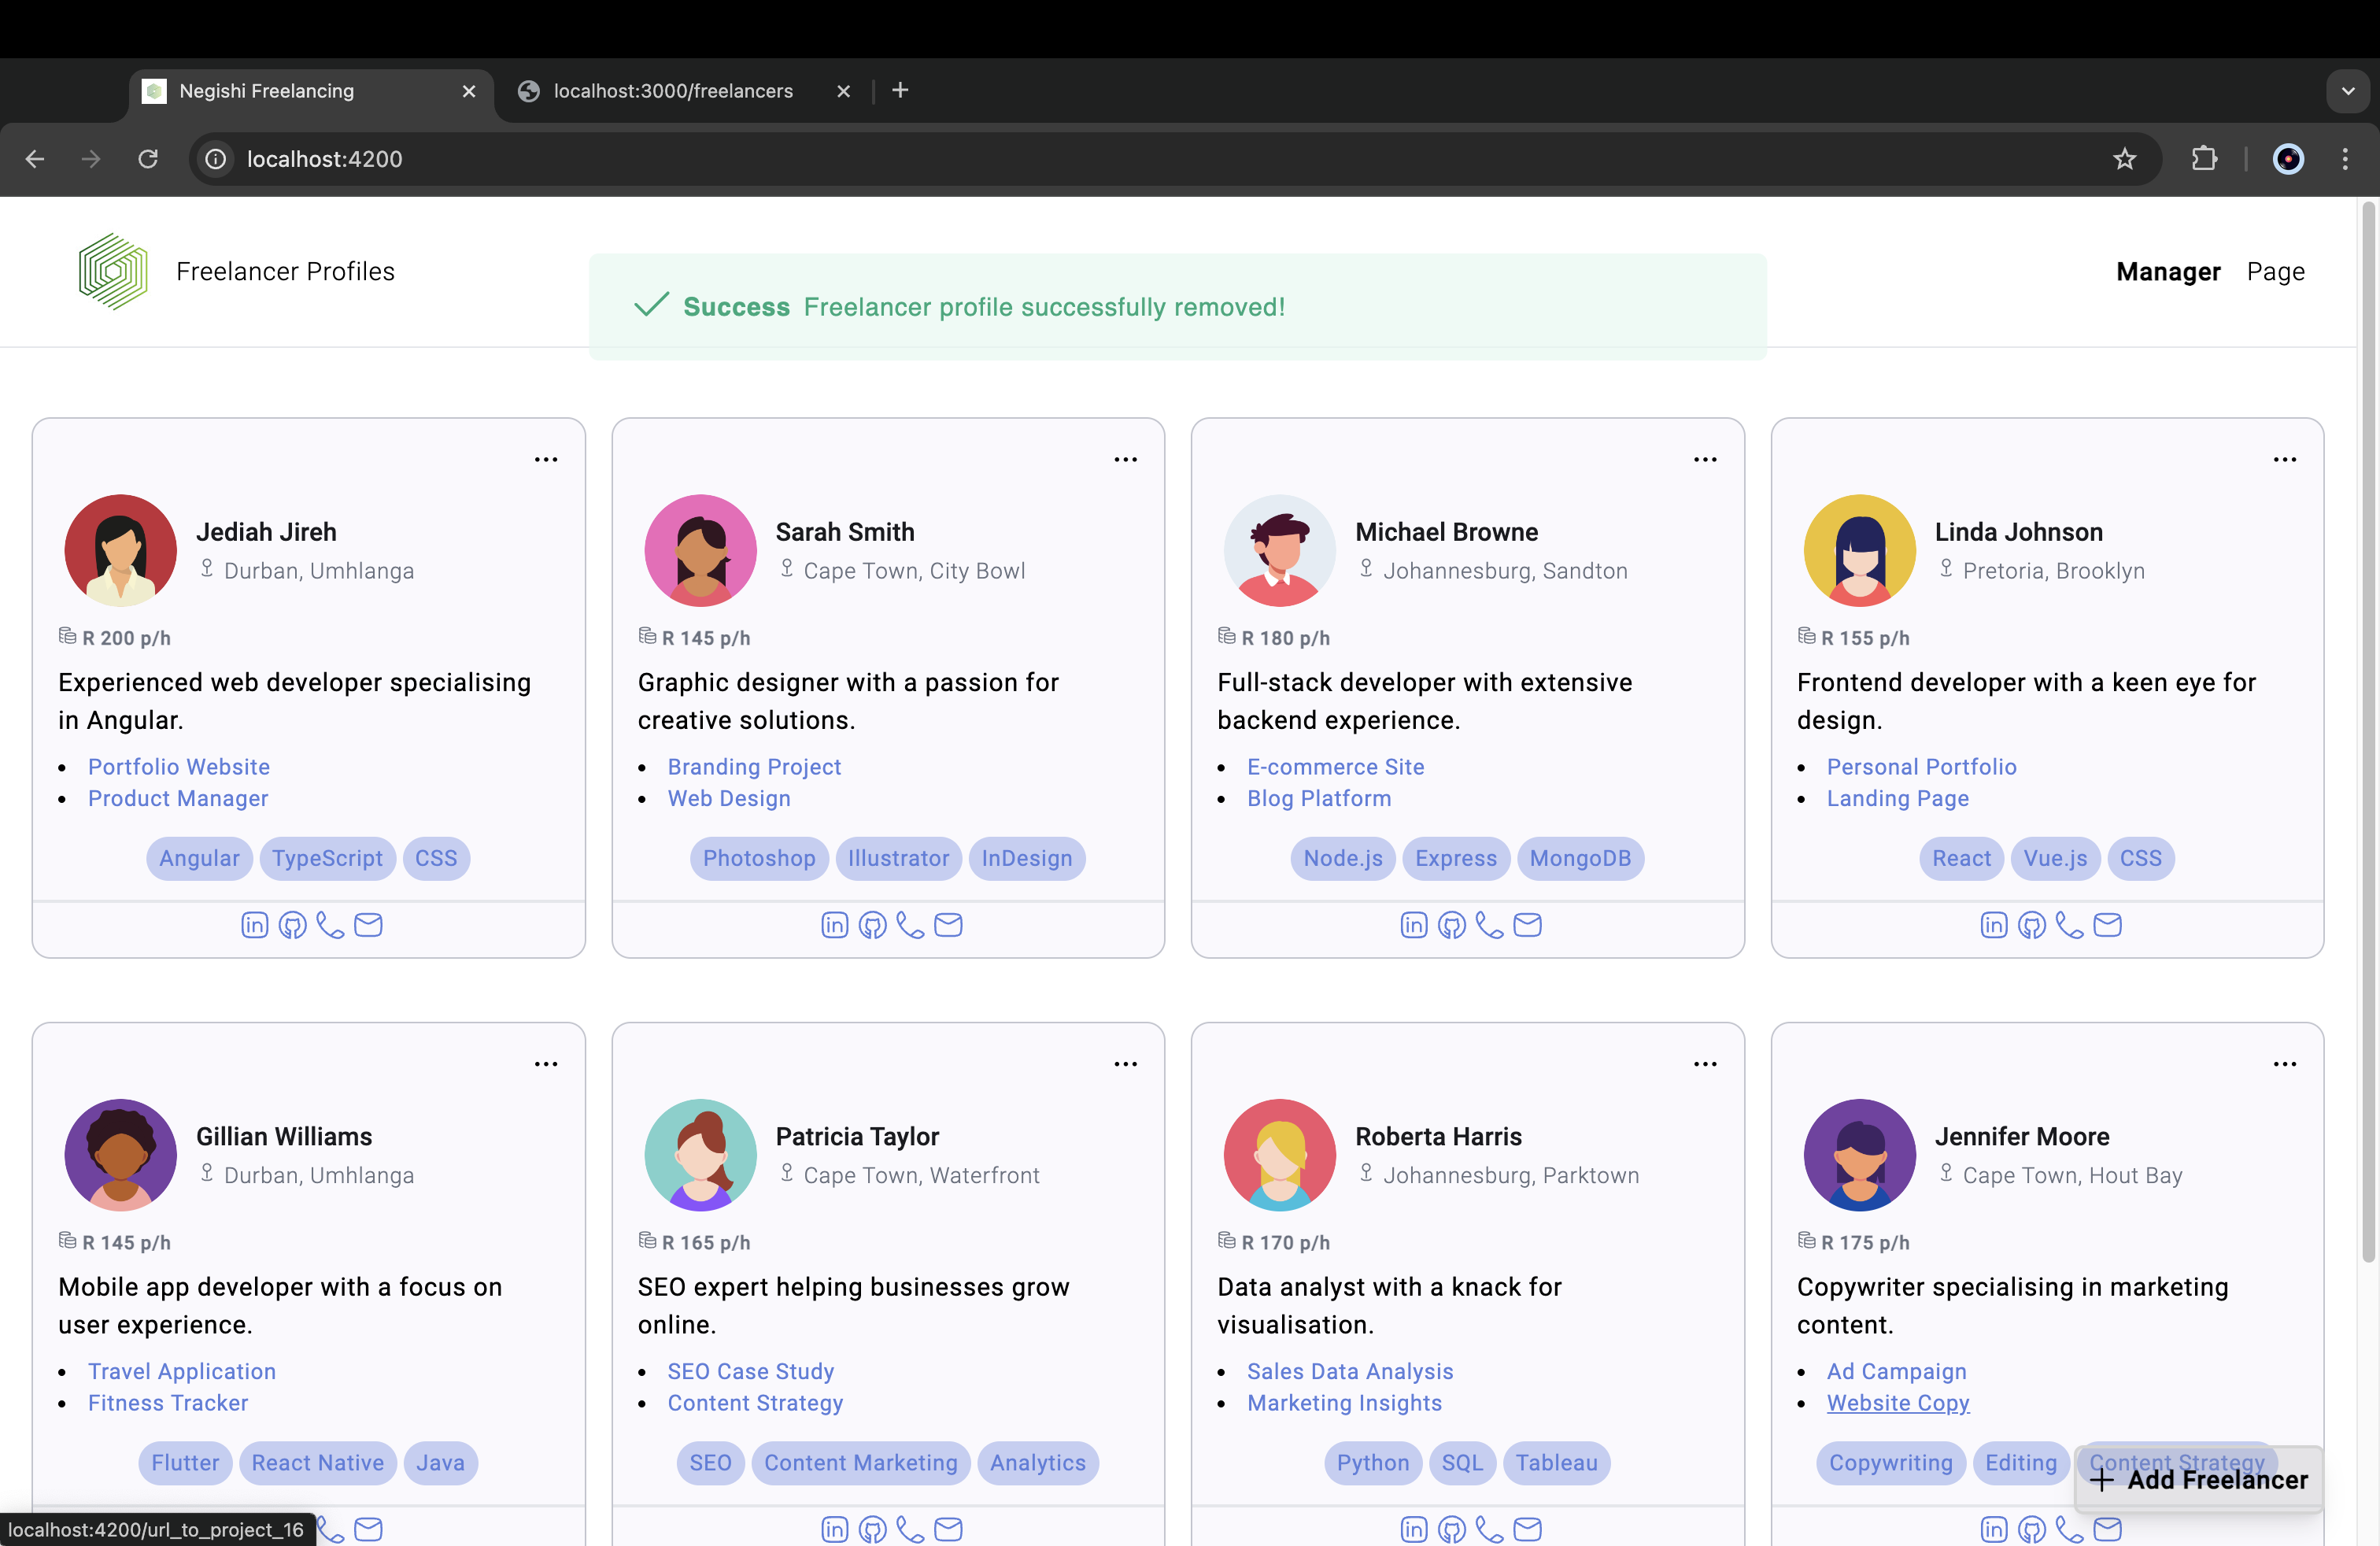 Negishi Freelancing
localhost:3000/freelancers
localhost:4200
Freelancer Profiles
Success Freelancer profile successfully removed!
Manager Page
Jediah Jireh
Durban, Umhlanga
R 200 p/h
Experienced web developer specialising
in Angular.
Portfolio Website
Product Manager
Angular TypeScript CSS
Sarah Smith
Cape Town, City Bowl
R 145 p/h
Graphic designer with a passion for
creative solutions.
Branding Project
Web Design
Photoshop Illustrator InDesign
Michael Browne
Johannesburg, Sandton
R 180 p/h
Full-stack developer with extensive
backend experience.
E-commerce Site
Blog Platform
Node.js Express MongoDB
Linda Johnson
Pretoria, Brooklyn
R 155 p/h
Frontend developer with a keen eye for
design.
Personal Portfolio
Landing Page
React Vue.js CSS
Gillian Williams
Durban, Umhlanga
R 145 p/h
Mobile app developer with a focus on
user experience.
Travel Application
Fitness Tracker
Flutter React Native Java
Patricia Taylor
Cape Town, Waterfront
R 165 p/h
SEO expert helping businesses grow
online.
SEO Case Study
Content Strategy
SEO Content Marketing Analytics
Roberta Harris
Johannesburg, Parktown
R 170 p/h
Data analyst with a knack for
visualisation.
Sales Data Analysis
Marketing Insights
Python SQL Tableau
Jennifer Moore
Cape Town, Hout Bay
R 175 p/h
Copywriter specialising in marketing
content.
Ad Campaign
Website Copy
Copywriting Editing Content Strategy
Add Freelancer
localhost:4200/url_to_project_16